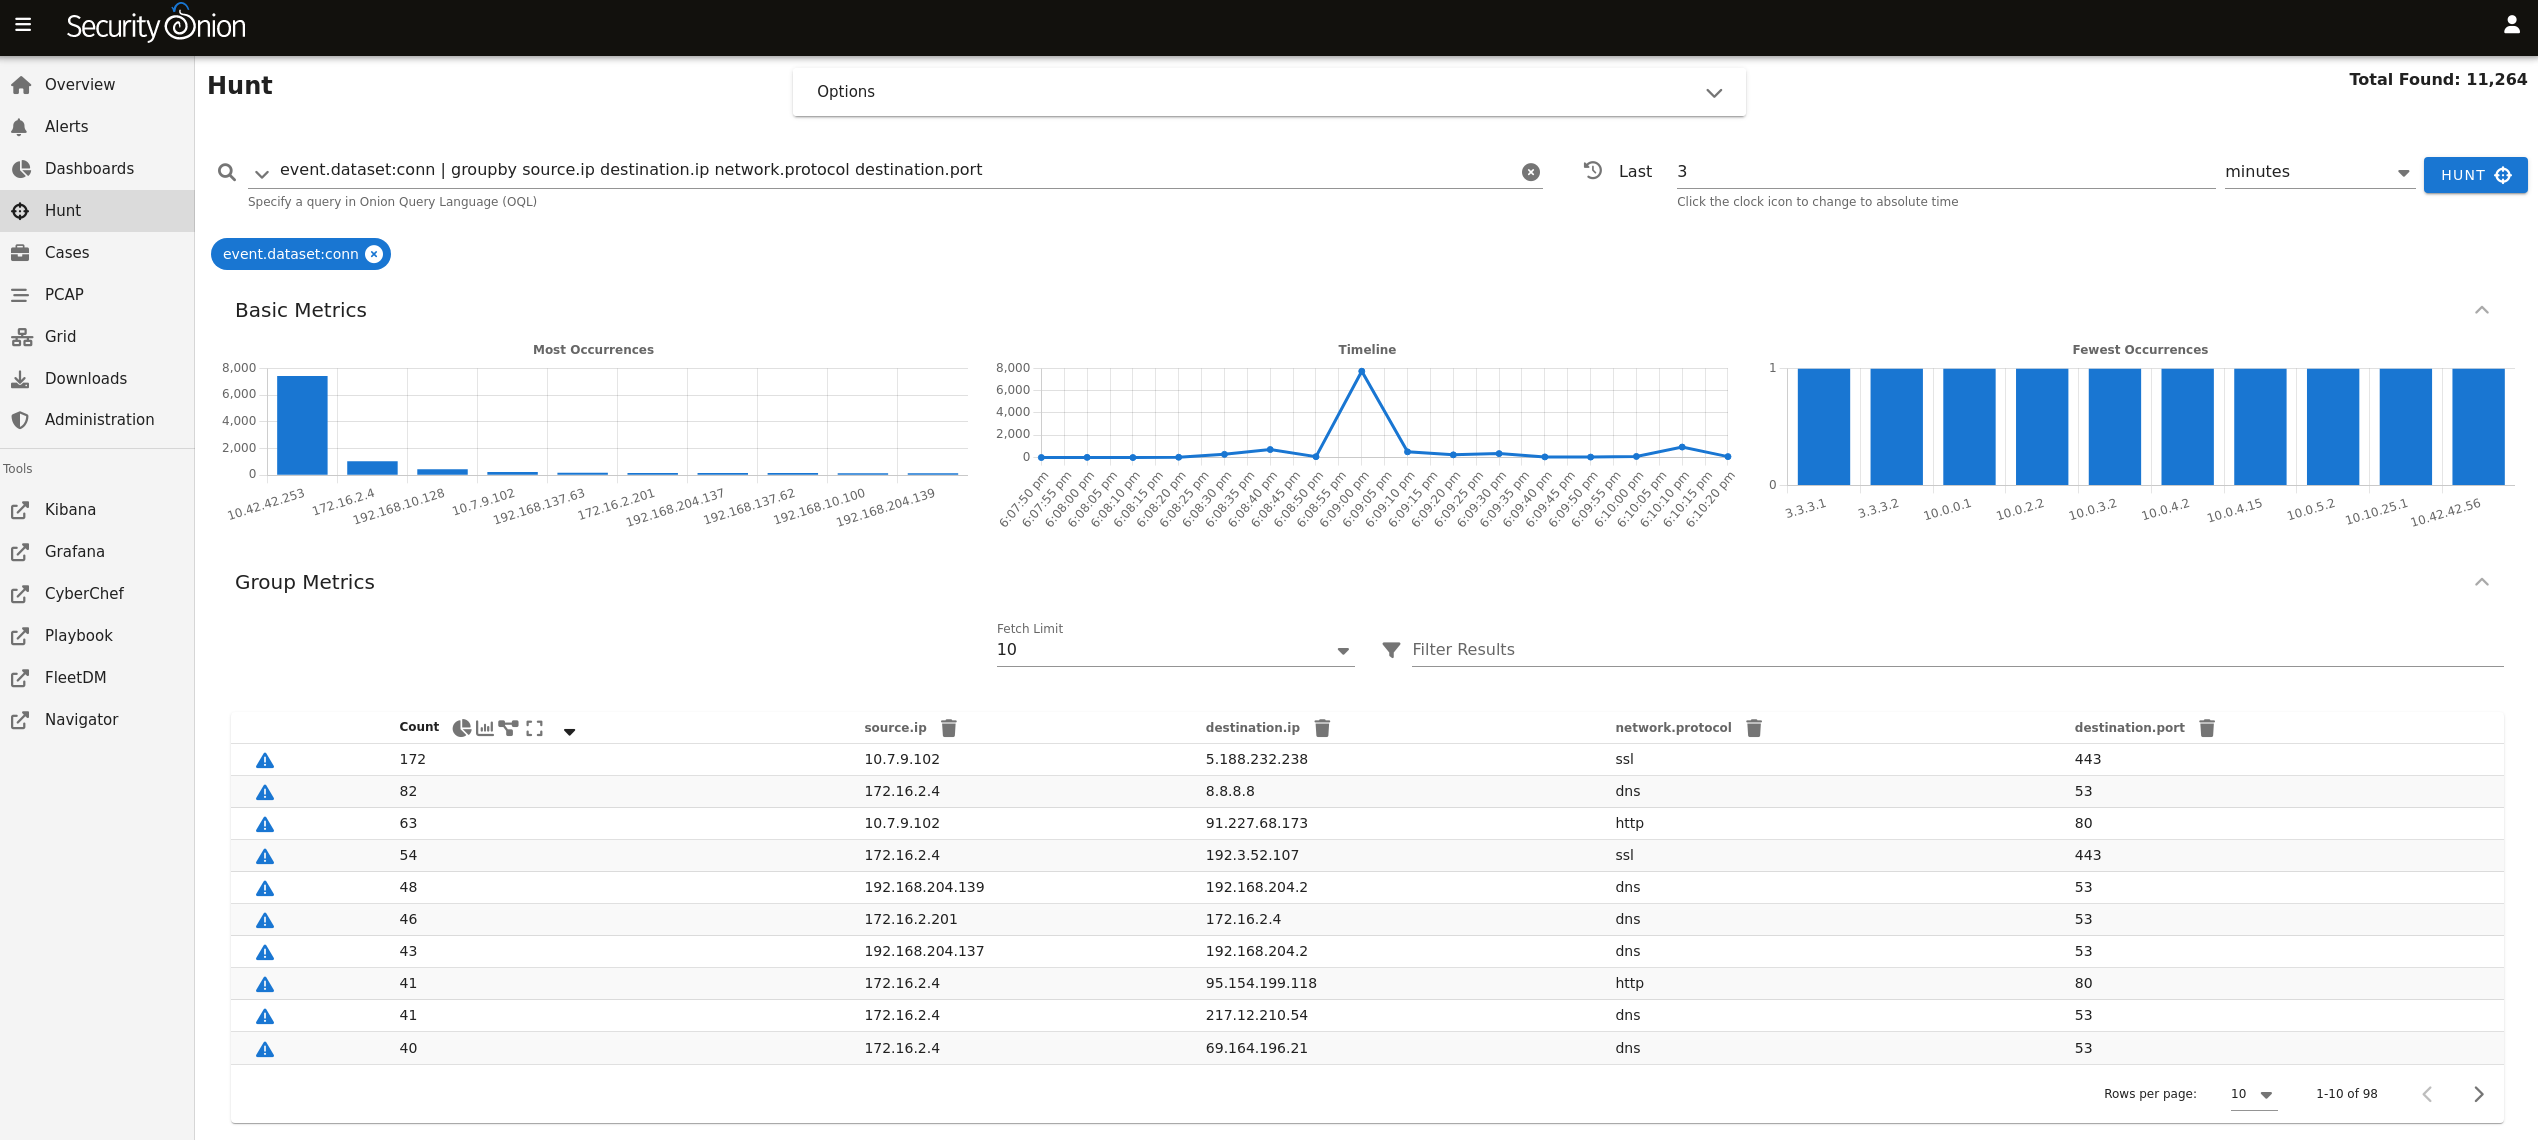 Security Onion
Overview
Alerts
Dashboards
Hunt
Cases
PCAP
Grid
Downloads
Administration
Tools
Kibana
Grafana
CyberChef
Playbook
FleetDM
Navigator
Hunt
Options
Total Found: 11,264
event.dataset:conn | groupby source.ip destination.ip network.protocol destination.port
Specify a query in Onion Query Language (OQL)
Last 3 minutes HUNT
Click the clock icon to change to absolute time
event.dataset:conn
Basic Metrics
Most Occurrences
8,000
6,000
4,000
2,000
0
10.42.42.253 172.16.2.4 192.168.10.128 10.7.9.102 192.168.137.63 172.16.2.201 192.168.204.137 192.168.137.62 192.168.10.100 192.168.204.139
Timeline
8,000
6,000
4,000
2,000
0
6:07:50 pm 6:07:55 pm 6:08:00 pm 6:08:05 pm 6:08:10 pm 6:08:15 pm 6:08:20 pm 6:08:25 pm 6:08:30 pm 6:08:35 pm 6:08:40 pm 6:08:45 pm 6:08:50 pm 6:08:55 pm 6:09:00 pm 6:09:05 pm 6:09:10 pm 6:09:15 pm 6:09:20 pm 6:09:25 pm 6:09:30 pm 6:09:35 pm 6:09:40 pm 6:09:45 pm 6:09:50 pm 6:09:55 pm 6:10:00 pm 6:10:05 pm 6:10:10 pm 6:10:15 pm 6:10:20 pm
Fewest Occurrences
1
0
3.3.3.1 3.3.3.2 10.0.0.1 10.0.2.2 10.0.3.2 10.0.4.2 10.0.4.15 10.0.5.2 10.10.25.1 10.42.42.56
Group Metrics
Fetch Limit
10
Filter Results
Count source.ip destination.ip network.protocol destination.port
172 10.7.9.102 5.188.232.238 ssl 443
82 172.16.2.4 8.8.8.8 dns 53
63 10.7.9.102 91.227.68.173 http 80
54 172.16.2.4 192.3.52.107 ssl 443
48 192.168.204.139 192.168.204.2 dns 53
46 172.16.2.201 172.16.2.4 dns 53
43 192.168.204.137 192.168.204.2 dns 53
41 172.16.2.4 95.154.199.118 http 80
41 172.16.2.4 217.12.210.54 dns 53
40 172.16.2.4 69.164.196.21 dns 53
Rows per page: 10 1-10 of 98